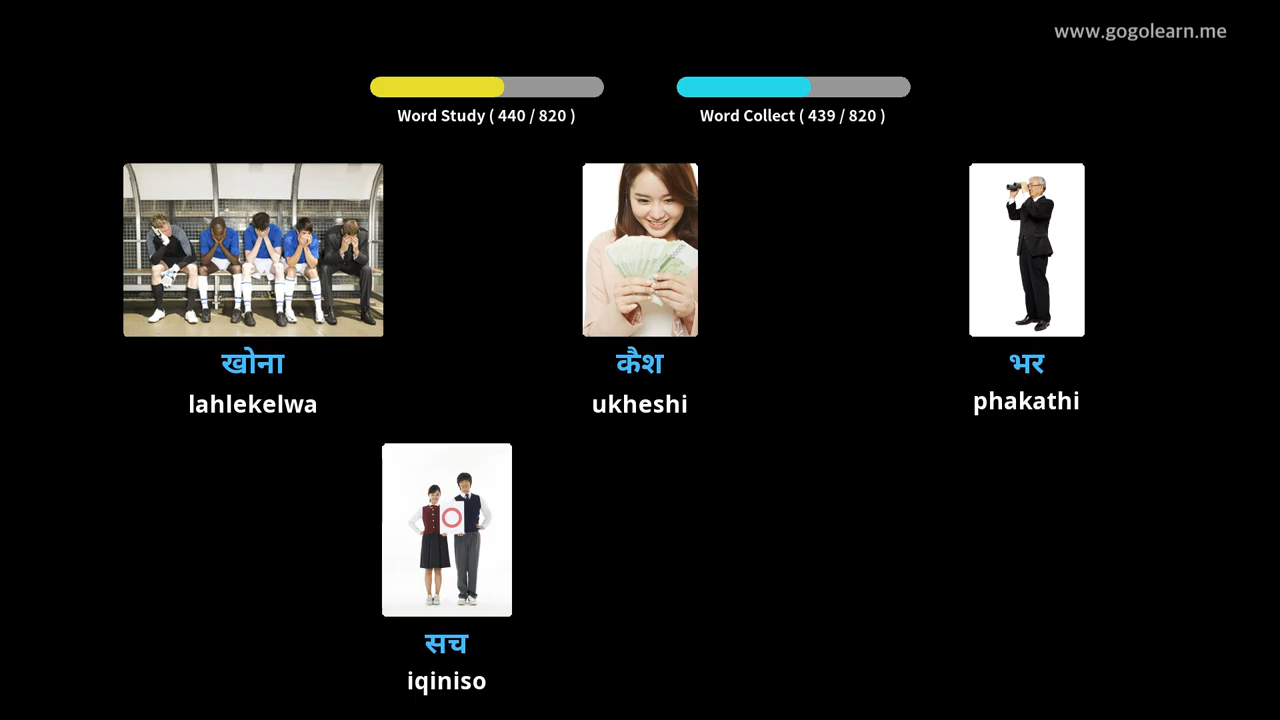 www.gogolearn.me
Word Study ( 440 / 820 )
Word Collect ( 439 / 820 )
खोना
lahlekelwa
कैश
ukheshi
भर
phakathi
सच
iqiniso